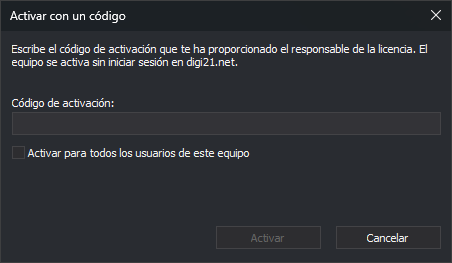 Activar con un código
Escribe el código de activación que te ha proporcionado el responsable de la licencia. El
equipo se activa sin iniciar sesión en digi21.net.
Código de activación:
Activar para todos los usuarios de este equipo
Activar
Cancelar